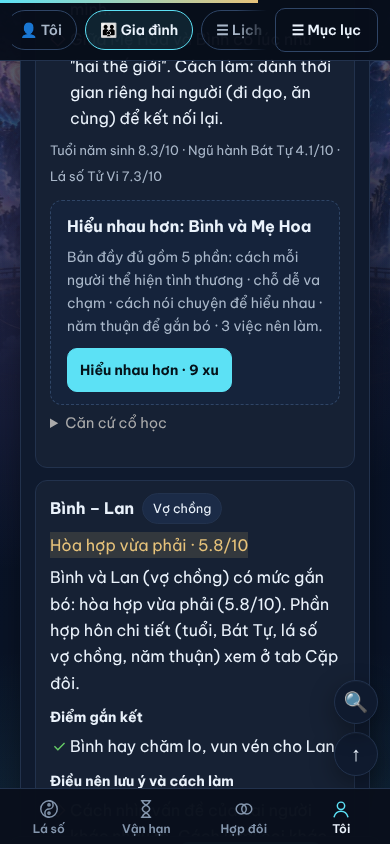 👤 Tôi
👪 Gia đình
☰ Lịch
☰ Mục lục
"hai thế giới". Cách làm: dành thời
gian riêng hai người (đi dạo, ăn
cùng) để kết nối lại.
Tuổi năm sinh 8.3/10 · Ngũ hành Bát Tự 4.1/10 ·
Lá số Tử Vi 7.3/10
Hiểu nhau hơn: Bình và Mẹ Hoa
Bản đầy đủ gồm 5 phần: cách mỗi
người thể hiện tình thương · chỗ dễ va
chạm · cách nói chuyện để hiểu nhau ·
năm thuận để gắn bó · 3 việc nên làm.
Hiểu nhau hơn · 9 xu
▶ Căn cứ cổ học
Bình – Lan
Vợ chồng
Hòa hợp vừa phải · 5.8/10
Bình và Lan (vợ chồng) có mức gắn
bó: hòa hợp vừa phải (5.8/10). Phần
hợp hôn chi tiết (tuổi, Bát Tự, lá số
vợ chồng, năm thuận) xem ở tab Cặp
đôi.
Điểm gắn kết
✓ Bình hay chăm lo, vun vén cho Lan
Điều nên lưu ý và cách làm
Lá số
Vận hạn
Hợp đôi
Tôi